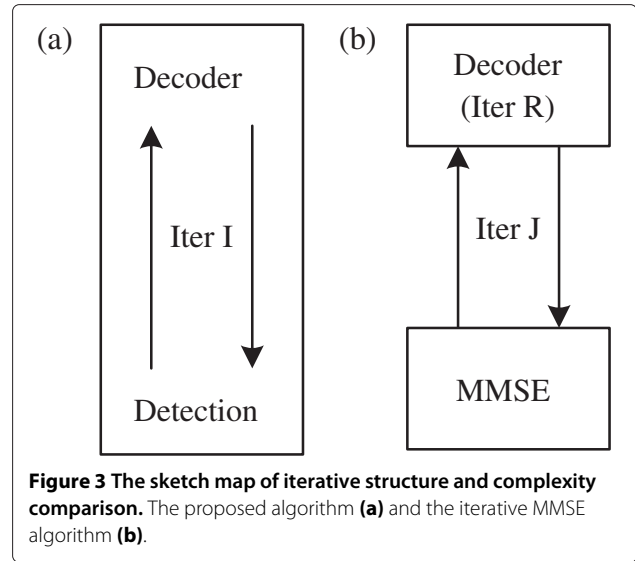 (a)
Decoder
Iter I
Detection
(b)
Decoder
(Iter R)
Iter J
MMSE
Figure 3 The sketch map of iterative structure and complexity
comparison. The proposed algorithm (a) and the iterative MMSE
algorithm (b).